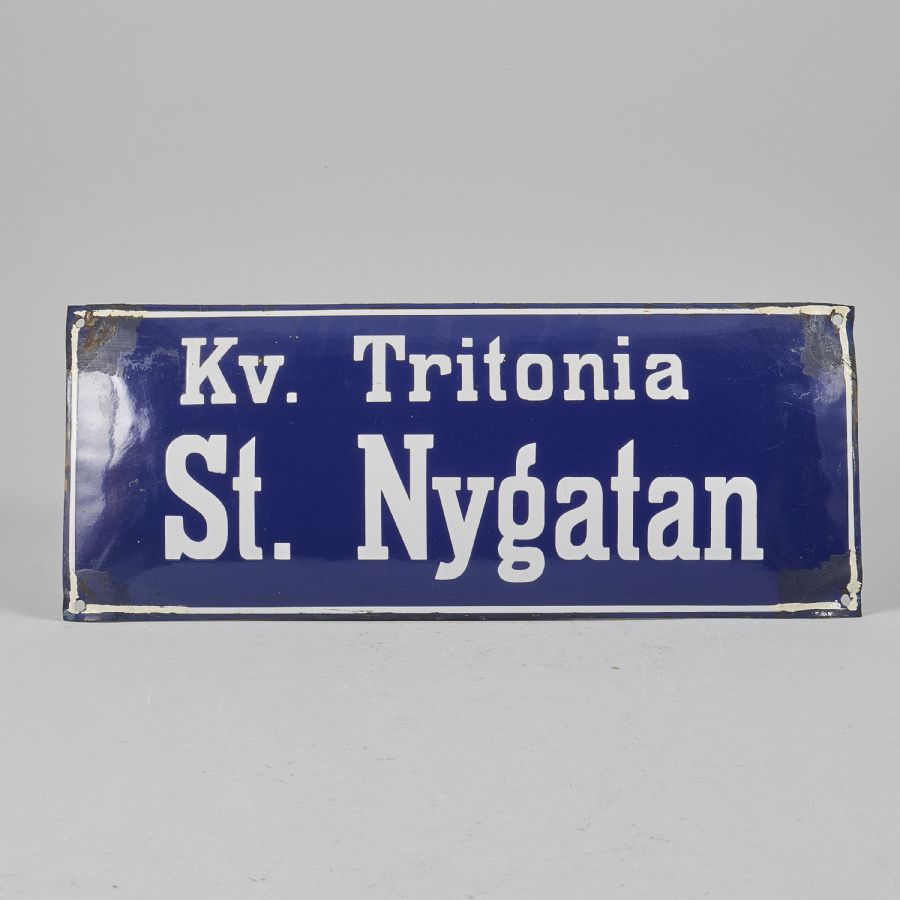 Kv. Tritonia
St. Nygatan